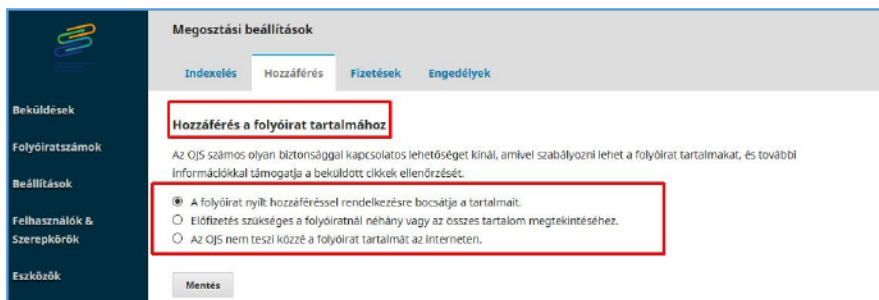 Megosztási beállítások
Indexelés Hozzáférés Fizetések Engedélyek
Beküldések
Folyóiratszámok
Beállítások
Felhasználók &
Szerepkörök
Eszközök
Hozzáférés a folyóirat tartalmához
Az OJS számos olyan biztonsággal kapcsolatos lehetőséget kínál, amivel szabályozni lehet a folyóirat tartalmakat, és további
információkkal támogatja a beküldött cikkek ellenőrzését.
A folyóirat nyílt hozzáféréssel rendelkezésre bocsátja a tartalmait.
Előfizetés szükséges a folyóiratnál néhány vagy az összes tartalom megtekintéséhez.
Az OJS nem teszi közzé a folyóirat tartalmát az interneten.
Mentés